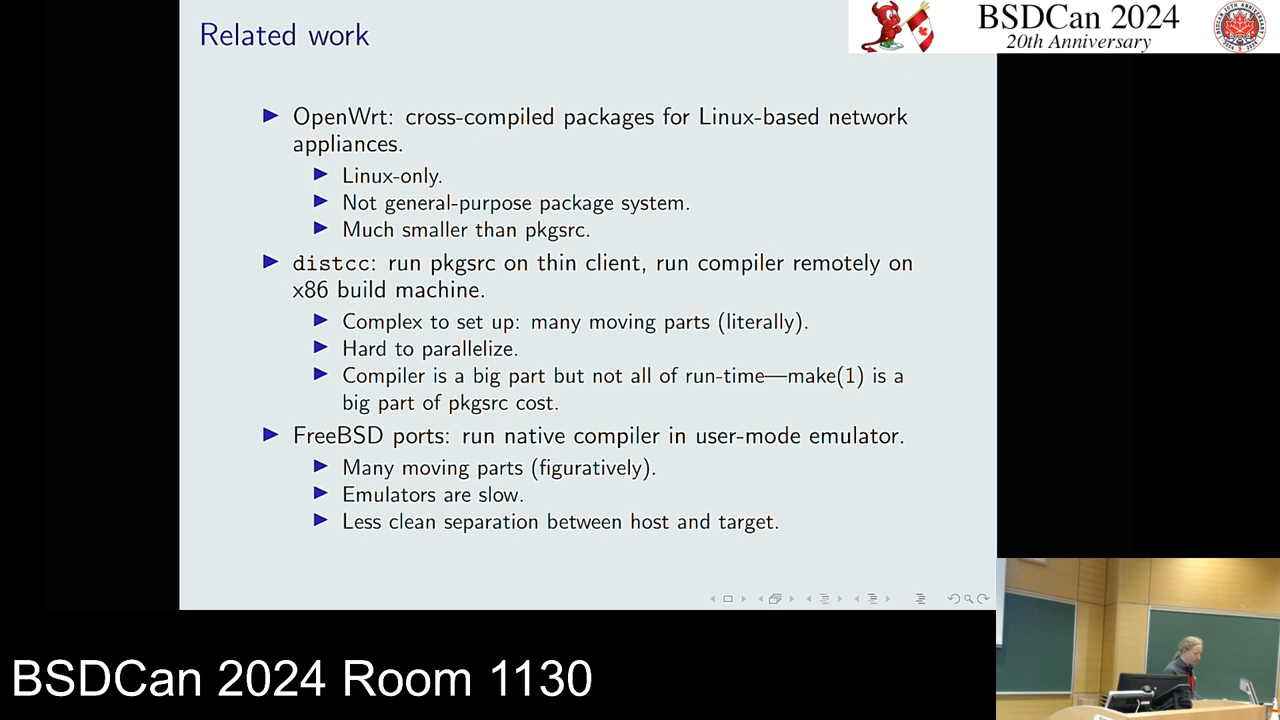 Related work
BSDCan 2024
20th Anniversary
▶ OpenWrt: cross-compiled packages for Linux-based network
appliances.
▶ Linux-only.
▶ Not general-purpose package system.
▶ Much smaller than pkgsrc.
▶ distcc: run pkgsrc on thin client, run compiler remotely on
x86 build machine.
▶ Complex to set up: many moving parts (literally).
▶ Hard to parallelize.
▶ Compiler is a big part but not all of run-time—make(1) is a
big part of pkgsrc cost.
▶ FreeBSD ports: run native compiler in user-mode emulator.
▶ Many moving parts (figuratively).
▶ Emulators are slow.
▶ Less clean separation between host and target.
BSDCan 2024 Room 1130